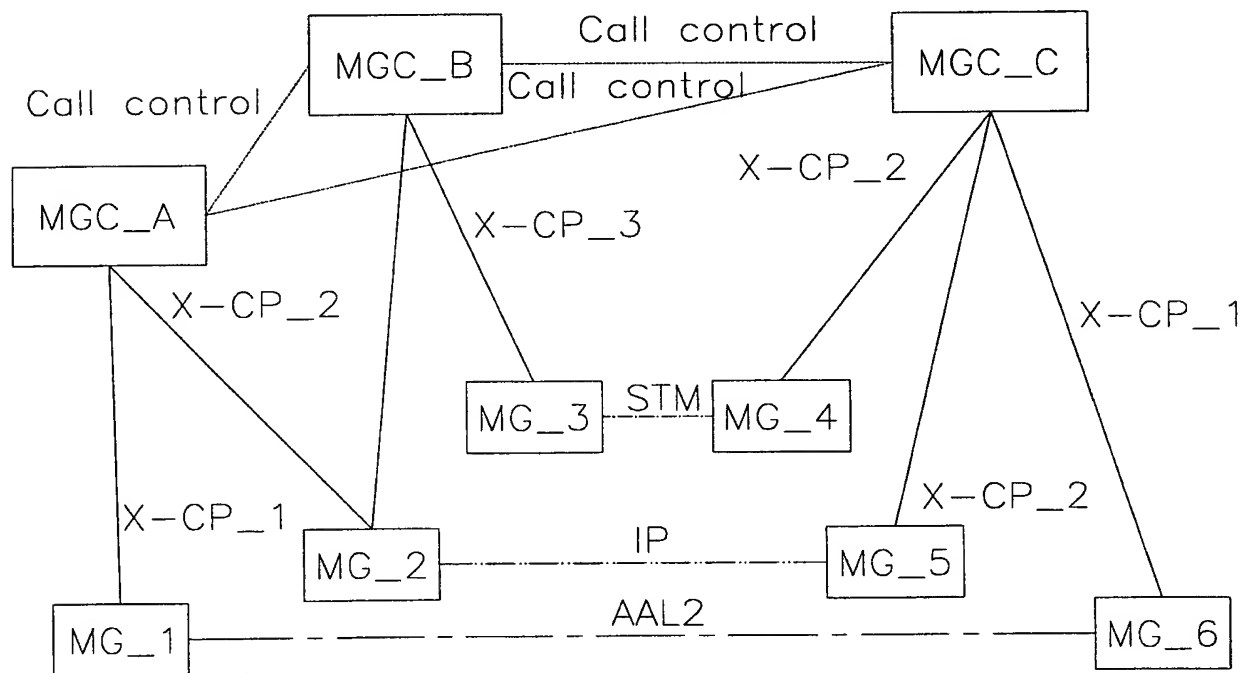 Call control
MGC_B
MGC_C
Call control
Call control
X-CP_2
MGC_A
X-CP_3
X-CP_2
X-CP_1
STM
MG_3
MG_4
X-CP_2
X-CP_1
IP
MG_2
MG_5
AAL2
MG_1
MG_6